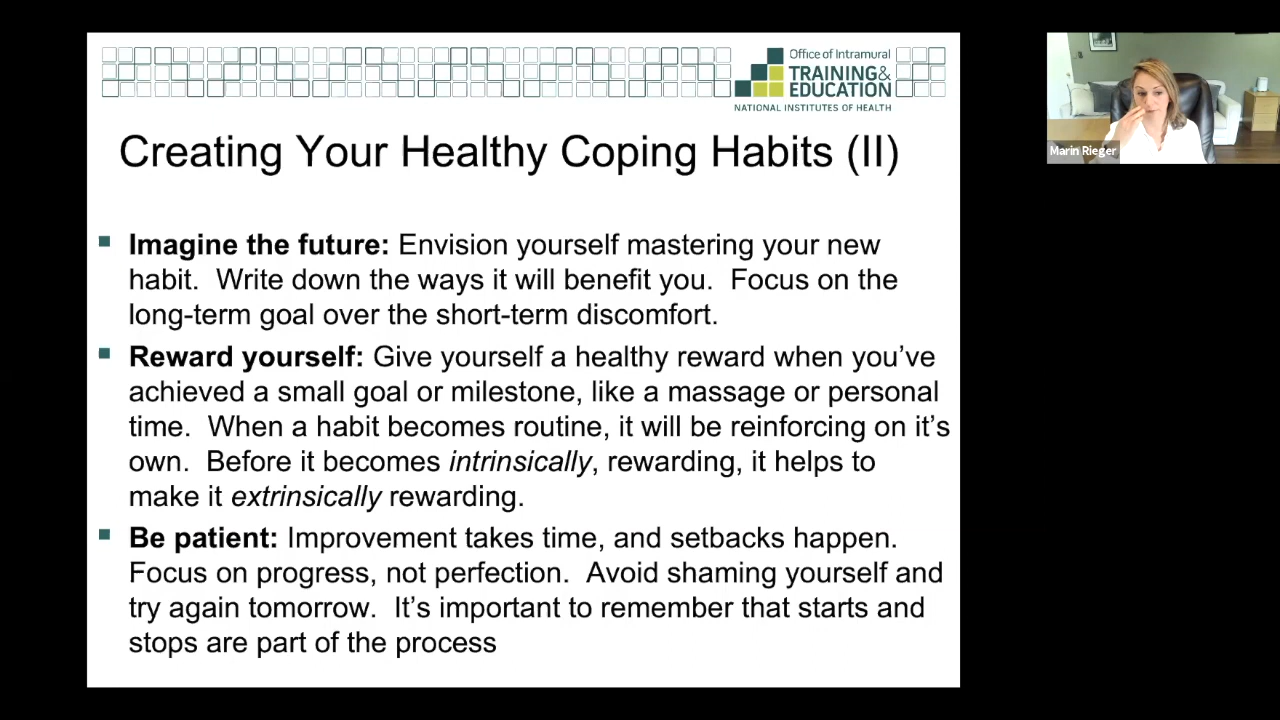 Office of Intramural
TRAINING&
EDUCATION
NATIONAL INSTITUTES OF HEALTH
Marin Rieger
Creating Your Healthy Coping Habits (II)
Imagine the future: Envision yourself mastering your new
habit.  Write down the ways it will benefit you.  Focus on the
long-term goal over the short-term discomfort.
Reward yourself: Give yourself a healthy reward when you’ve
achieved a small goal or milestone, like a massage or personal
time.  When a habit becomes routine, it will be reinforcing on it’s
own.  Before it becomes intrinsically, rewarding, it helps to
make it extrinsically rewarding.
Be patient: Improvement takes time, and setbacks happen.
Focus on progress, not perfection.  Avoid shaming yourself and
try again tomorrow.  It’s important to remember that starts and
stops are part of the process